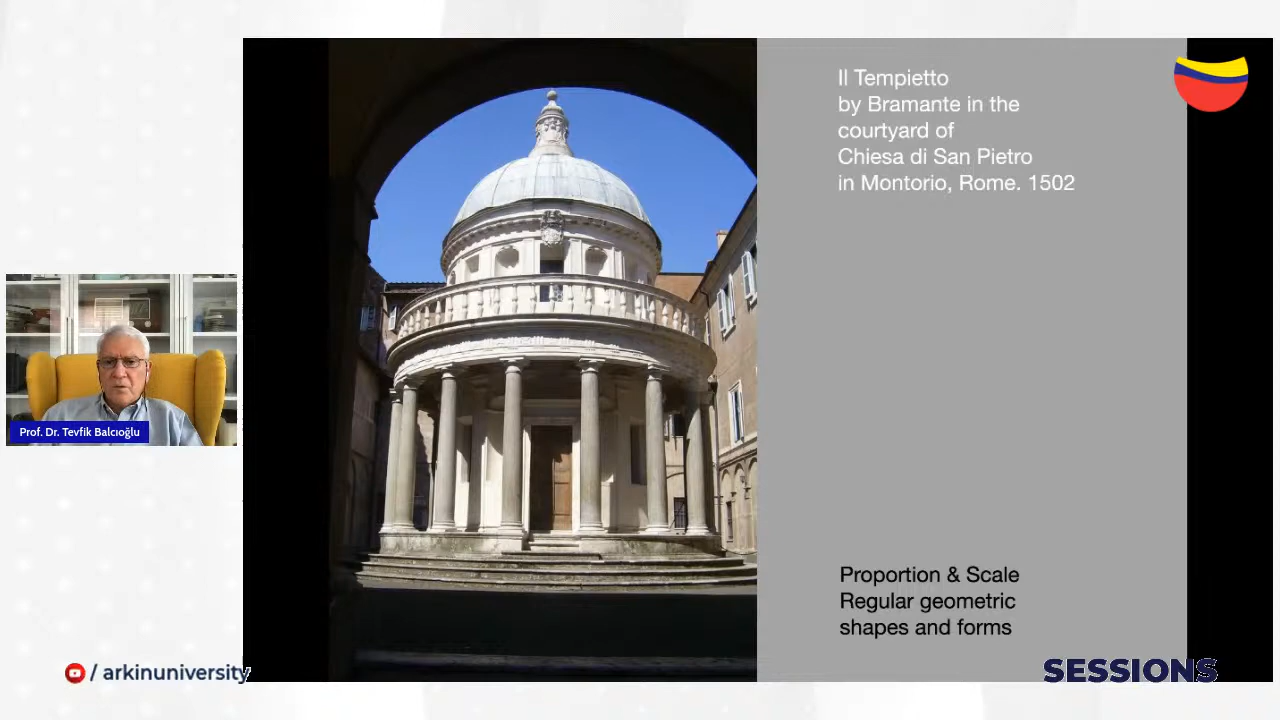 Il Tempietto
by Bramante in the
courtyard of
Chiesa di San Pietro
in Montorio, Rome. 1502
Prof. Dr. Tevfik Balcıoğlu
Proportion & Scale
Regular geometric
shapes and forms
/ arkinuniversity
SESSIONS